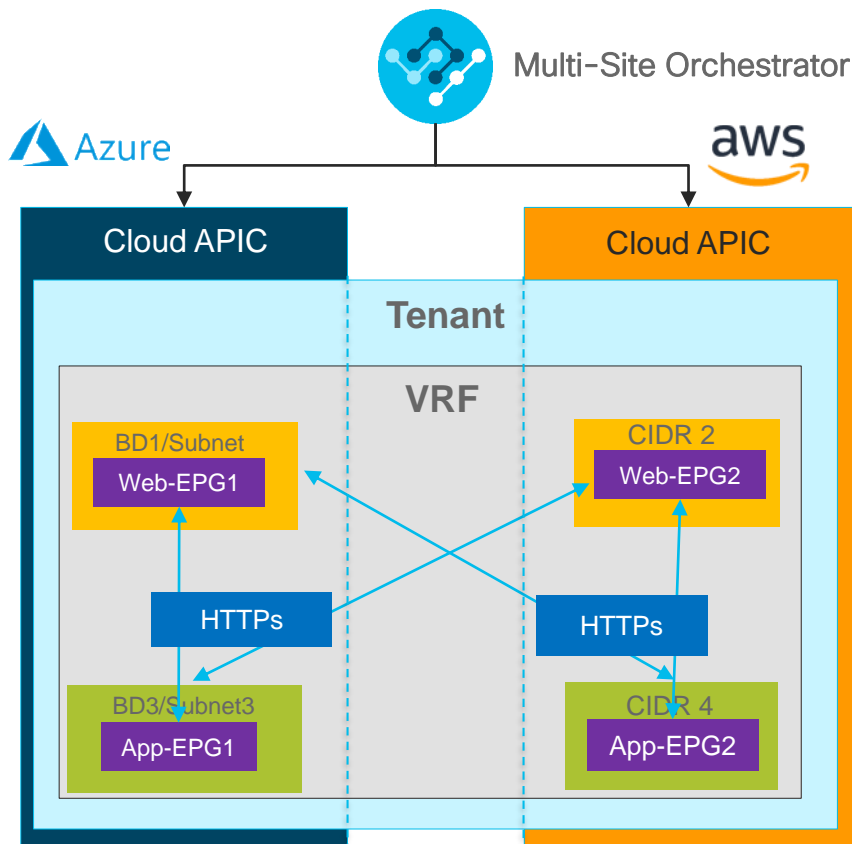 Multi-Site Orchestrator
Azure
aws
Cloud APIC
Cloud APIC
Tenant
VRF
BD1/Subnet
Web-EPG1
CIDR 2
Web-EPG2
HTTPs
HTTPs
BD3/Subnet3
App-EPG1
CIDR 4
App-EPG2